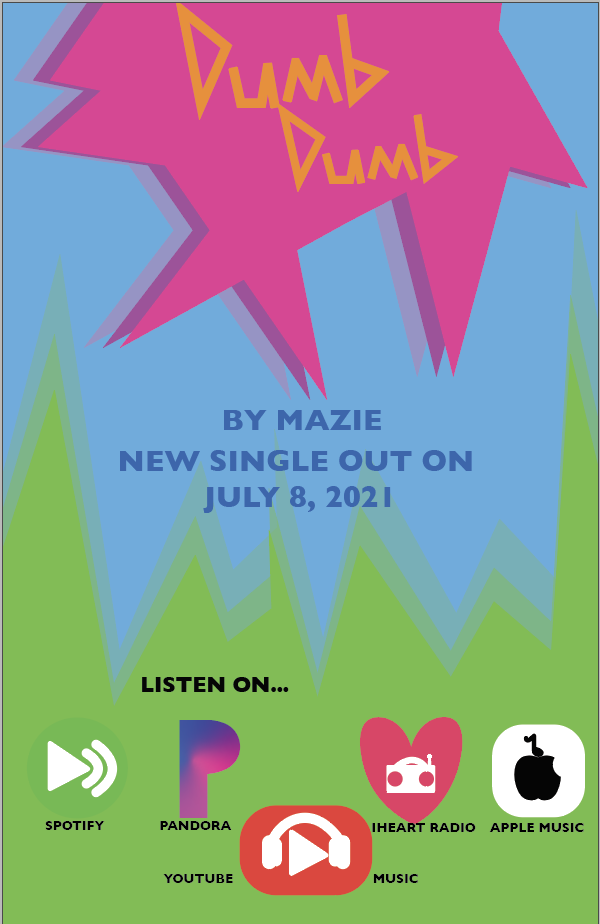 Dumb
Dumb
BY MAZIE
NEW SINGLE OUT ON
JULY 8, 2021
LISTEN ON...
SPOTIFY
PANDORA
IHEART RADIO
APPLE MUSIC
YOUTUBE
MUSIC